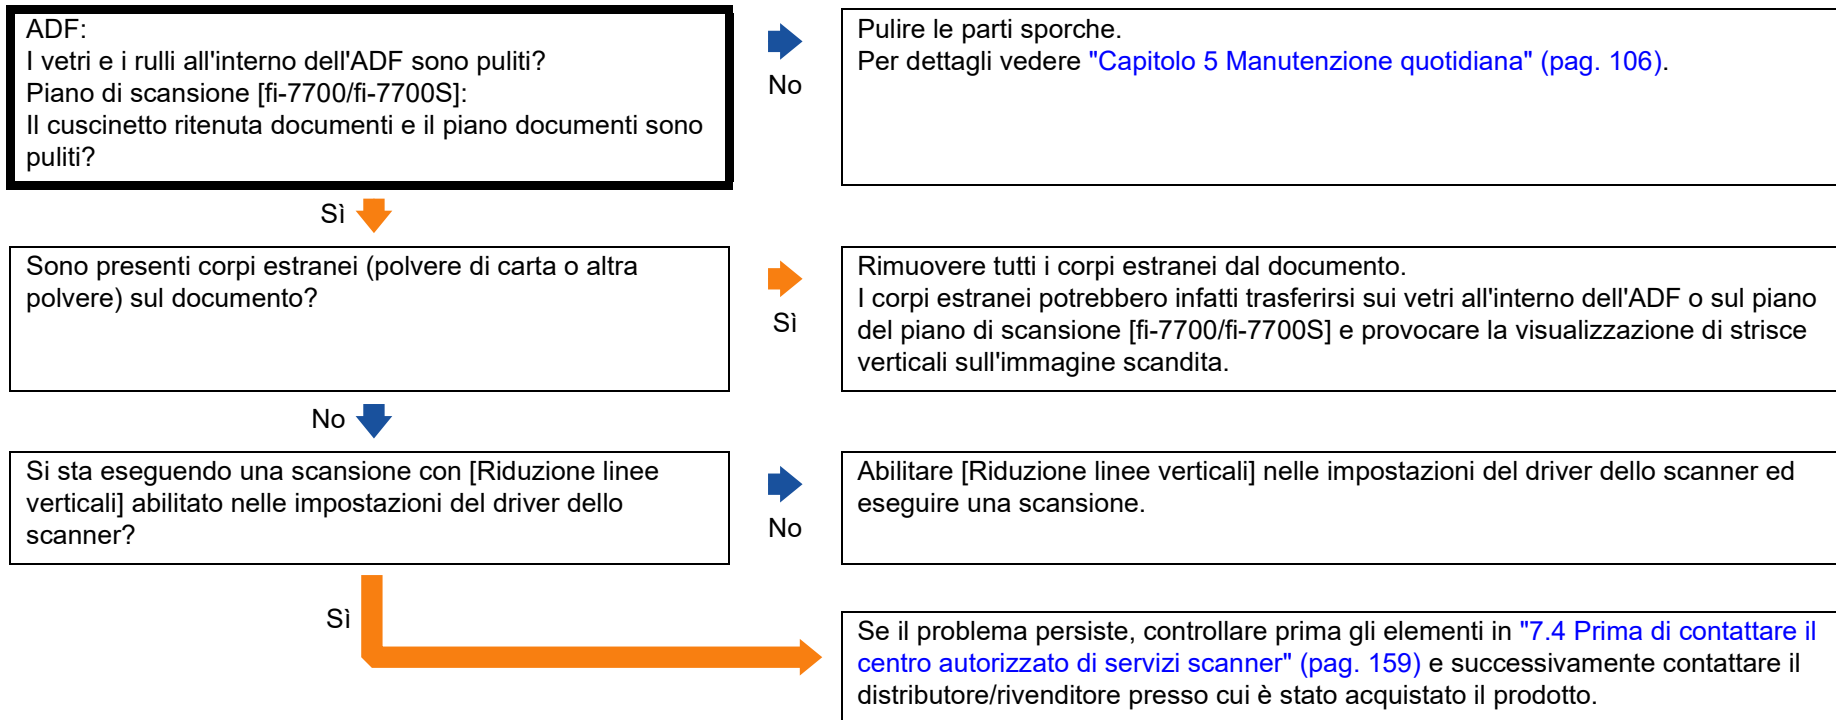 ADF:
I vetri e i rulli all'interno dell'ADF sono puliti?
Piano di scansione [fi-7700/fi-7700S]:
Il cuscinetto ritenuta documenti e il piano documenti sono
puliti?
No
Pulire le parti sporche.
Per dettagli vedere "Capitolo 5 Manutenzione quotidiana" (pag. 106).
Sì
Sono presenti corpi estranei (polvere di carta o altra
polvere) sul documento?
Sì
Rimuovere tutti i corpi estranei dal documento.
I corpi estranei potrebbero infatti trasferirsi sui vetri all'interno dell'ADF o sul piano
del piano di scansione [fi-7700/fi-7700S] e provocare la visualizzazione di strisce
verticali sull'immagine scandita.
No
Si sta eseguendo una scansione con [Riduzione linee
verticali] abilitato nelle impostazioni del driver dello
scanner?
No
Abilitare [Riduzione linee verticali] nelle impostazioni del driver dello scanner ed
eseguire una scansione.
Sì
Se il problema persiste, controllare prima gli elementi in "7.4 Prima di contattare il
centro autorizzato di servizi scanner" (pag. 159) e successivamente contattare il
distributore/rivenditore presso cui è stato acquistato il prodotto.